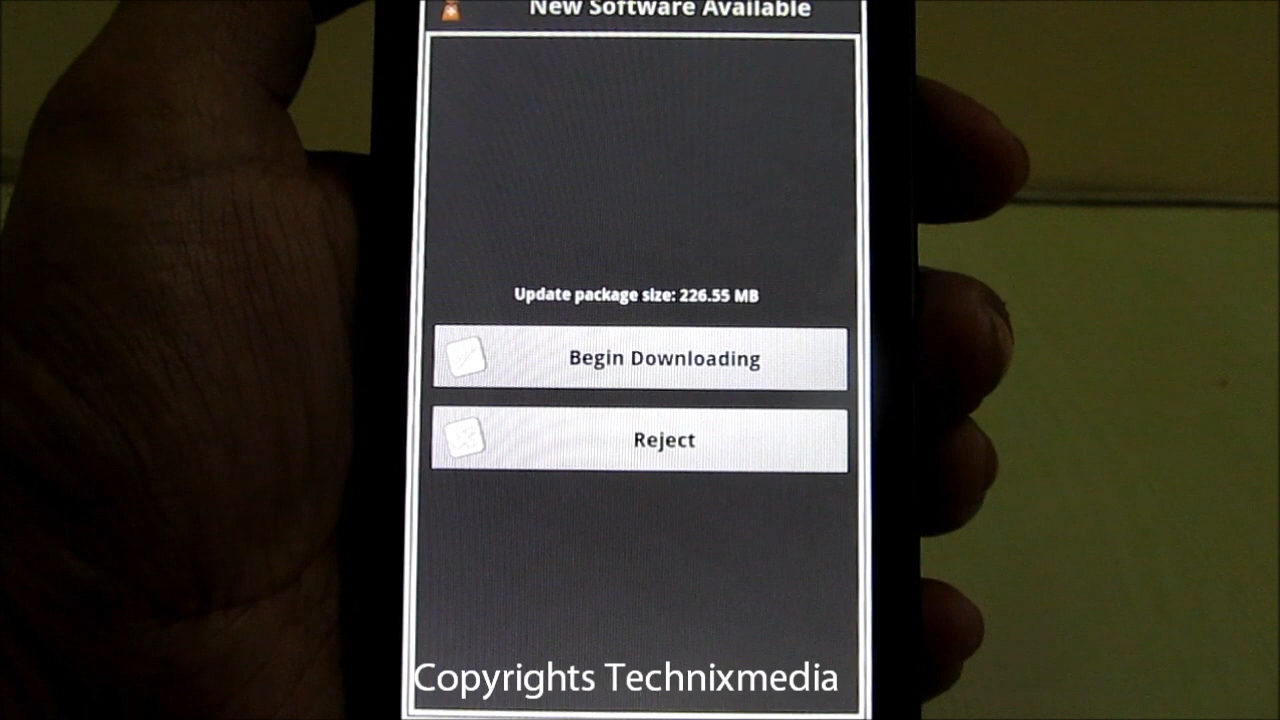 New Software Available
Update package size: 226.55 MB
Begin Downloading
Reject
Copyrights Technixmedia